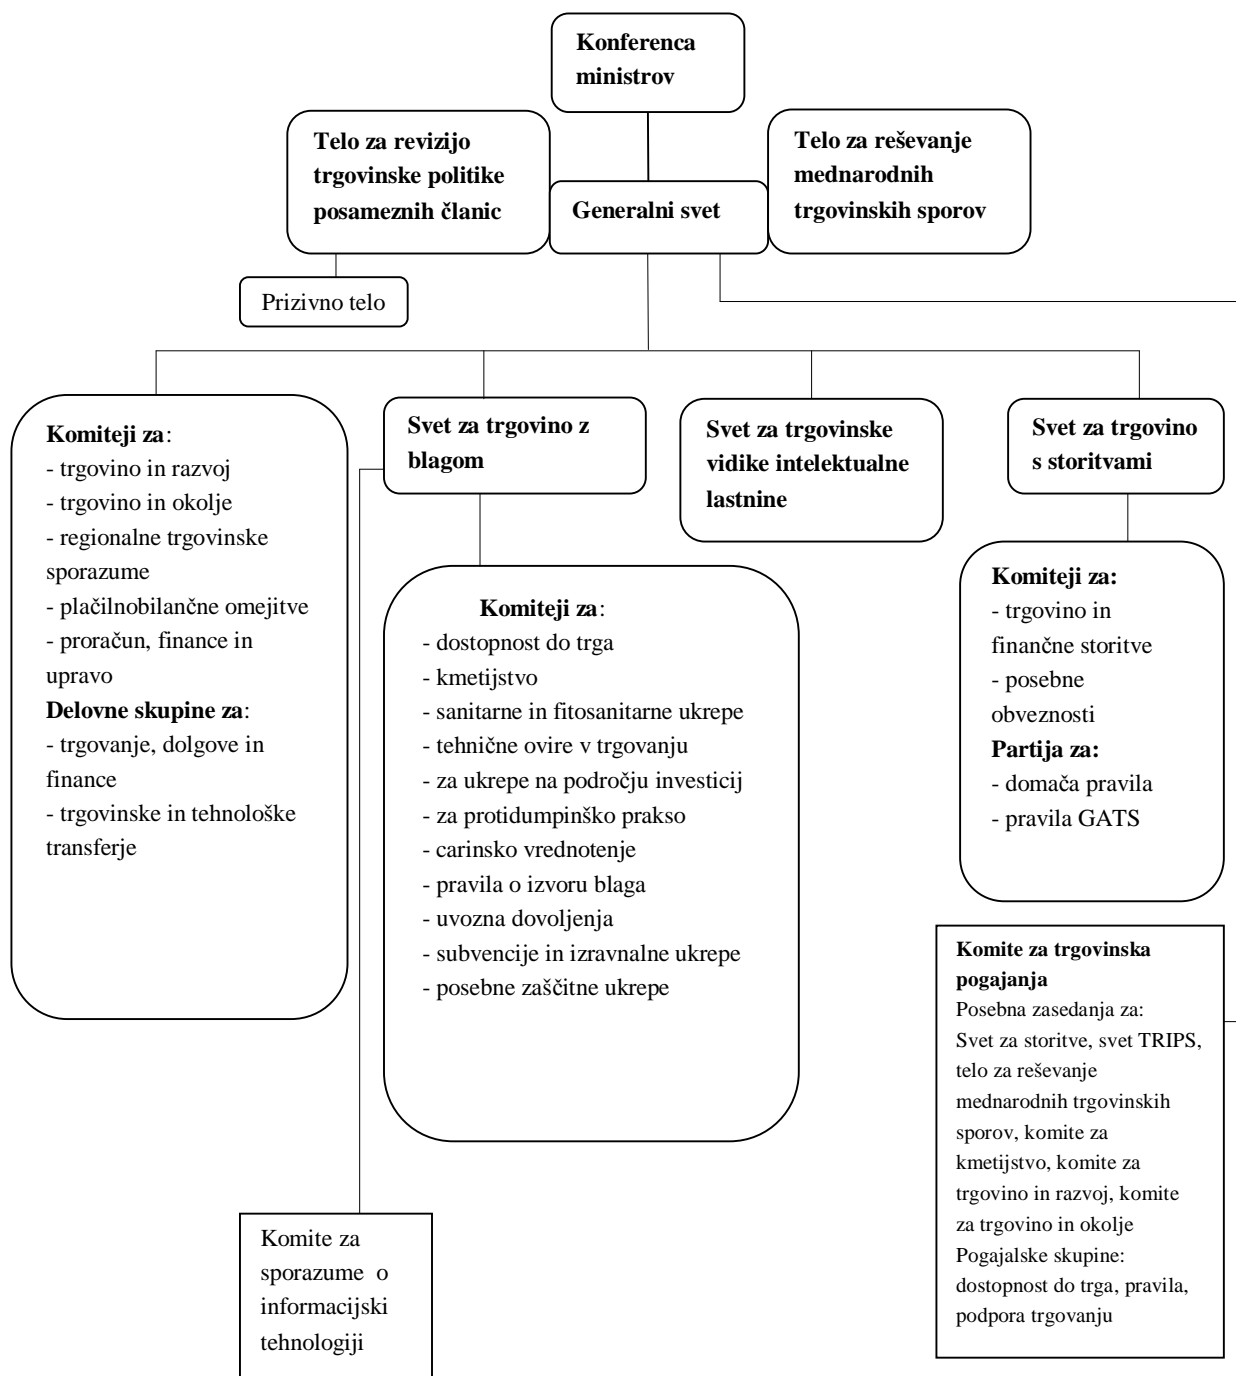 Konferenca
ministrov
Telo za revizijo
trgovinske politike
posameznih članic
Generalni svet
Telo za reševanje
mednarodnih
trgovinskih sporov
Prizivno telo
Komiteji za:
- trgovino in razvoj
- trgovino in okolje
- regionalne trgovinske
sporazume
- plačilnobilančne omejitve
- proračun, finance in
upravo
Delovne skupine za:
- trgovanje, dolgove in
finance
- trgovinske in tehnološke
transferje
Svet za trgovino z
blagom
Komiteji za:
- dostopnost do trga
- kmetijstvo
- sanitarne in fitosanitarne ukrepe
- tehnične ovire v trgovanju
- za ukrepe na področju investicij
- za protidumpinško prakso
- carinsko vrednotenje
- pravila o izvoru blaga
- uvozna dovoljenja
- subvencije in izravnalne ukrepe
- posebne zaščitne ukrepe
Svet za trgovinske
vidike intelektualne
lastnine
Svet za trgovino
s storitvami
Komiteji za:
- trgovino in
finančne storitve
- posebne
obveznosti
Partija za:
- domača pravila
- pravila GATS
Komite za trgovinska
pogajanja
Posebna zasedanja za:
Svet za storitve, svet TRIPS,
telo za reševanje
mednarodnih trgovinskih
sporov, komite za
kmetijstvo, komite za
trgovino in razvoj, komite
za trgovino in okolje
Pogajalske skupine:
dostopnost do trga, pravila,
podpora trgovanju
Komite za
sporazume o
informacijski
tehnologiji